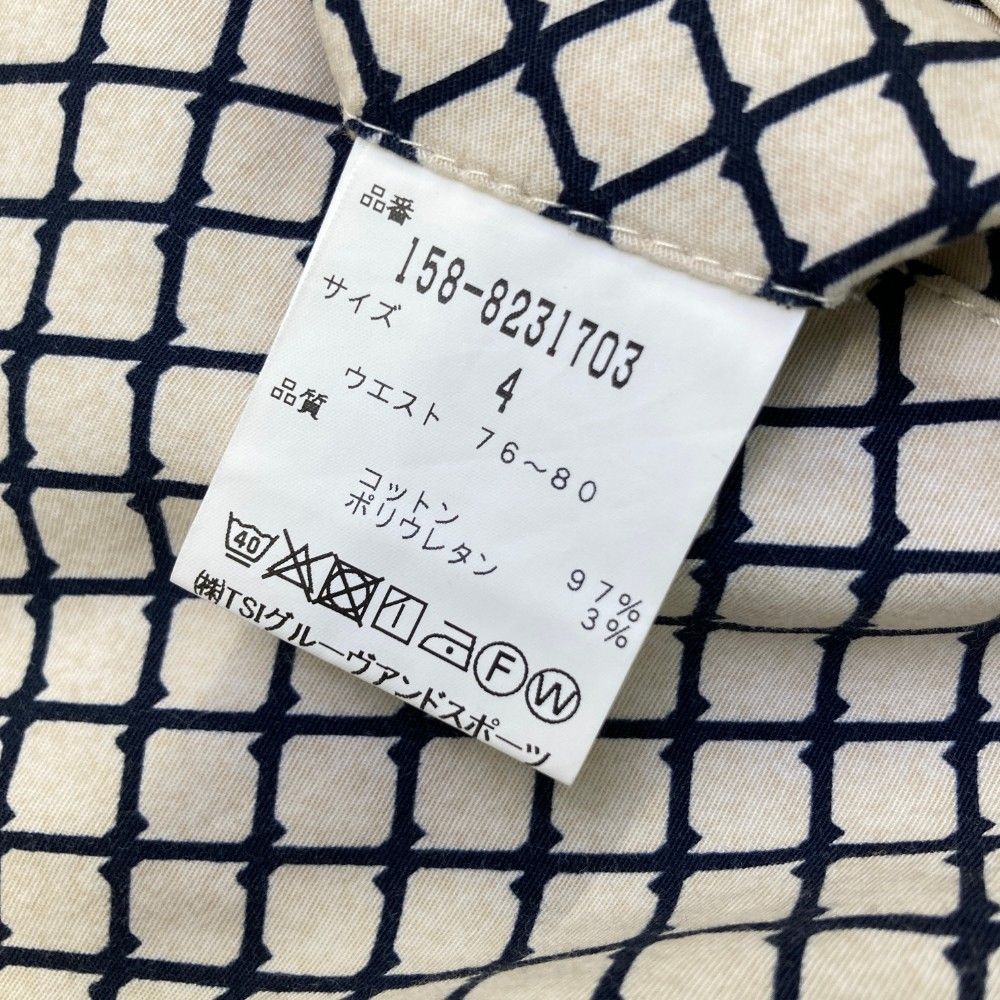 品番
158-8231703
サイズ 4
ウエスト 76~80
品質
コットン 97%
ポリウレタン 3%
40
F W
㈱TSIグルーヴアンドスポーツ